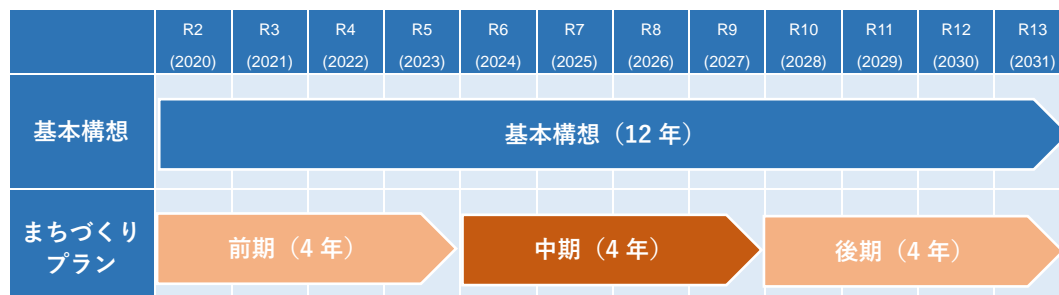 R2 R3 R4 R5 R6 R7 R8 R9 R10 R11 R12 R13
(2020) (2021) (2022) (2023) (2024) (2025) (2026) (2027) (2028) (2029) (2030) (2031)
基本構想
基本構想（12 年）
まちづくり
プラン
前期（4 年）
中期（4 年）
後期（4 年）